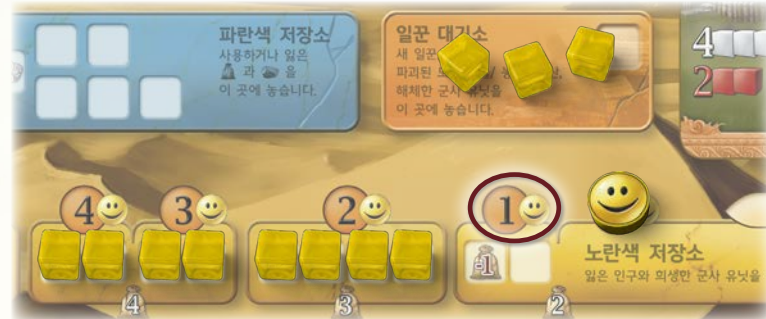 파란색 저장소
사용하거나 잃은
과 을
이 곳에 놓습니다.
일꾼 대기소
새 일꾼
파괴된
해체한 군사 유닛을
이 곳에 놓습니다.
4
2
4 3 2 1
-1
노란색 저장소
잃은 인구와 희생한 군사 유닛을
4 3 2